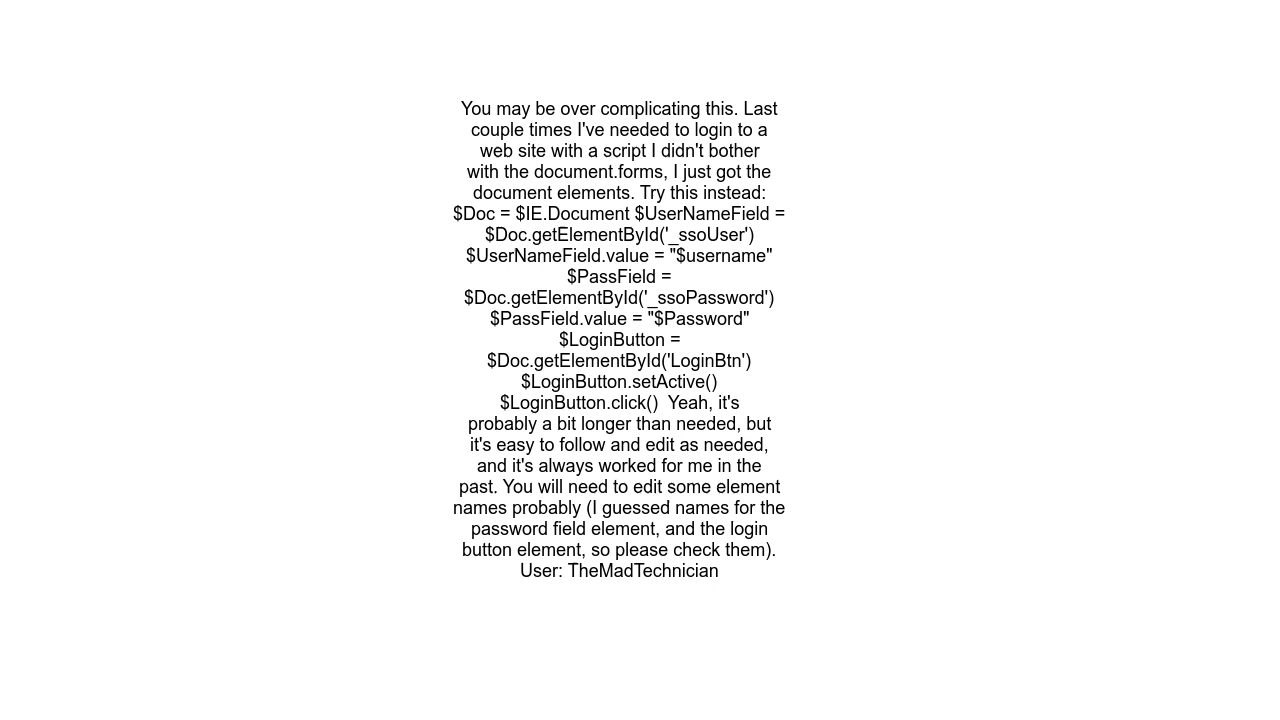 You may be over complicating this. Last
couple times I've needed to login to a
web site with a script I didn't bother
with the document.forms, I just got the
document elements. Try this instead:
$Doc = $IE.Document $UserNameField =
$Doc.getElementById('_ssoUser')
$UserNameField.value = "$username"
$PassField =
$Doc.getElementById('_ssoPassword')
$PassField.value = "$Password"
$LoginButton =
$Doc.getElementById('LoginBtn')
$LoginButton.setActive()
$LoginButton.click()  Yeah, it's
probably a bit longer than needed, but
it's easy to follow and edit as needed,
and it's always worked for me in the
past. You will need to edit some element
names probably (I guessed names for the
password field element, and the login
button element, so please check them).
User: TheMadTechnician